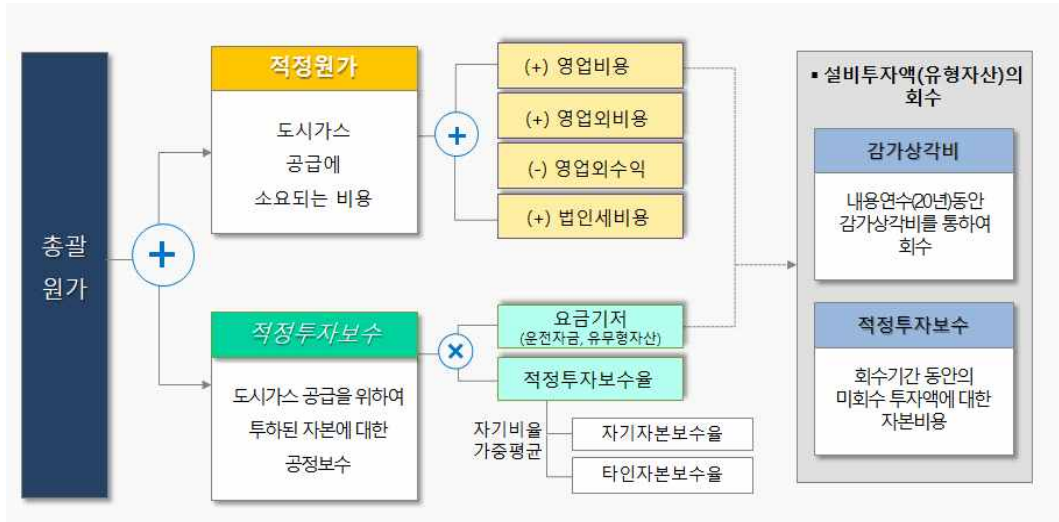 총괄
원가
+
적정원가
도시가스
공급에
소요되는 비용
+
(+) 영업비용
(+) 영업외비용
(-) 영업외수익
(+) 법인세비용
적정투자보수
도시가스 공급을 위하여
투하된 자본에 대한
공정보수
×
요금기저
(운전자금, 유무형자산)
적정투자보수율
자기비율
가중평균
자기자본보수율
타인자본보수율
▪ 설비투자액(유형자산)의
회수
감가상각비
내용연수(20년)동안
감가상각비를 통하여
회수
적정투자보수
회수기간 동안의
미회수 투자액에 대한
자본비용